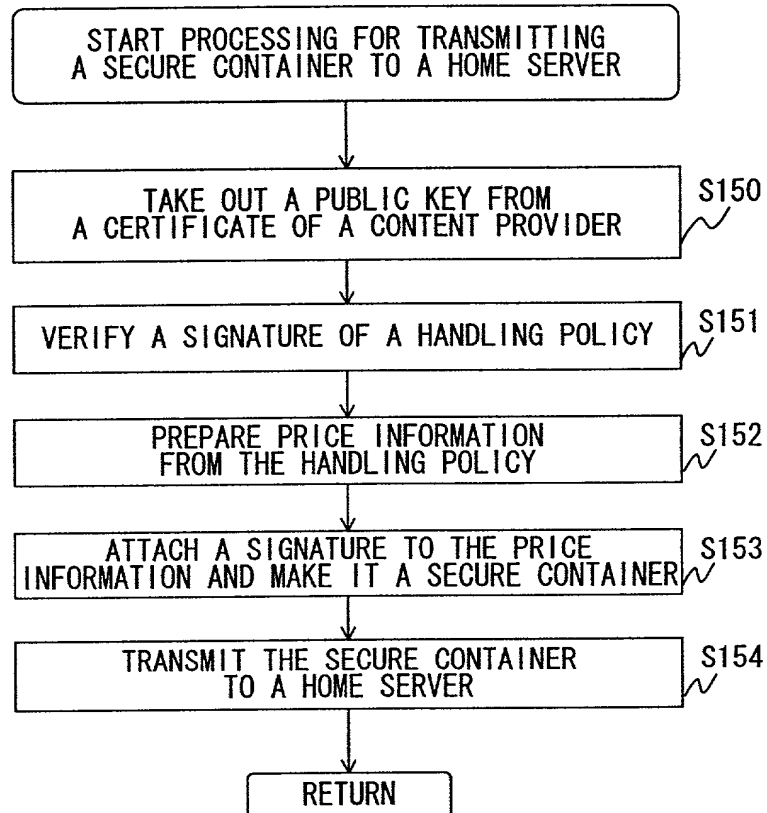 START PROCESSING FOR TRANSMITTING
A SECURE CONTAINER TO A HOME SERVER
TAKE OUT A PUBLIC KEY FROM
A CERTIFICATE OF A CONTENT PROVIDER
S150
VERIFY A SIGNATURE OF A HANDLING POLICY
S151
PREPARE PRICE INFORMATION
FROM THE HANDLING POLICY
S152
ATTACH A SIGNATURE TO THE PRICE
INFORMATION AND MAKE IT A SECURE CONTAINER
S153
TRANSMIT THE SECURE CONTAINER
TO A HOME SERVER
S154
RETURN